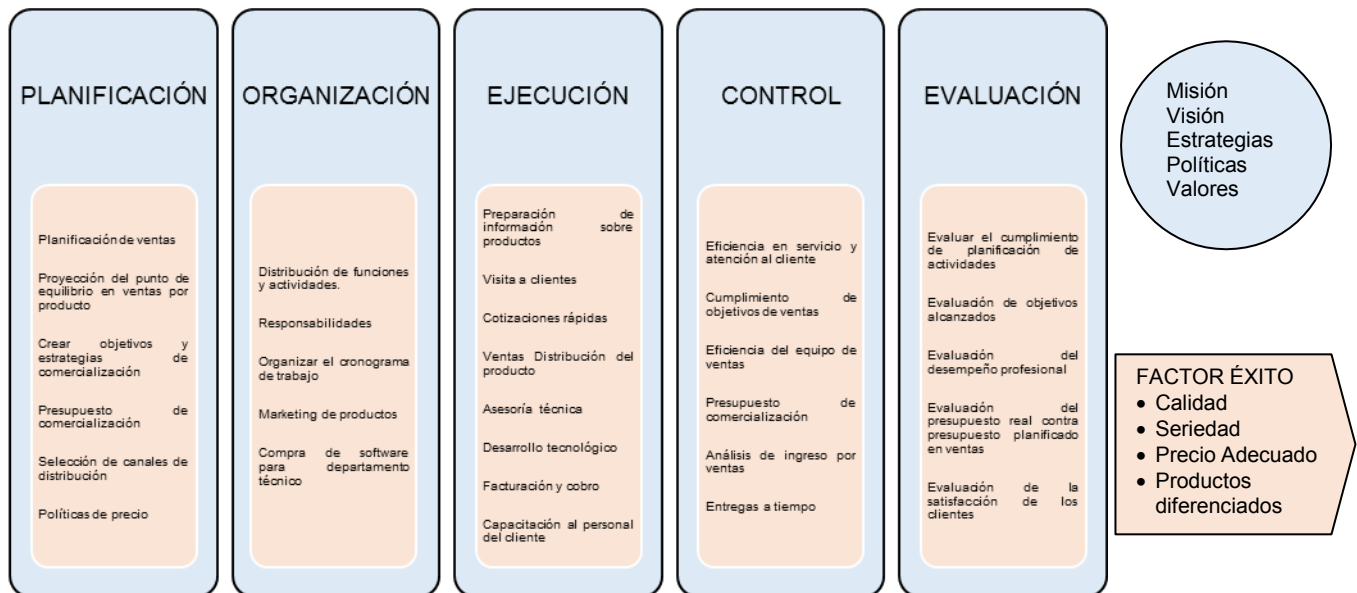 PLANIFICACIÓN
Planificación de ventas
Proyección del punto de
equilibrio en ventas por
producto
Crear objetivos y
estrategias de
comercialización
Presupuesto de
comercialización
Selección de canales de
distribución
Políticas de precio
ORGANIZACIÓN
Distribución de funciones
y actividades.
Responsabilidades
Organizar el cronograma
de trabajo
Marketing de productos
Compra de software
para departamento
técnico
EJECUCIÓN
Preparación de
información sobre
productos
Visita a clientes
Cotizaciones rápidas
Ventas Distribución del
producto
Asesoría técnica
Desarrollo tecnológico
Facturación y cobro
Capacitación al personal
del cliente
CONTROL
Eficiencia en servicio y
atención al cliente
Cumplimiento de
objetivos de ventas
Eficiencia del equipo de
ventas
Presupuesto de
comercialización
Análisis de ingreso por
ventas
Entregas a tiempo
EVALUACIÓN
Evaluar el cumplimiento
de planificación de
actividades
Evaluación de objetivos
alcanzados
Evaluación del
desempeño profesional
Evaluación del
presupuesto real contra
presupuesto planificado
en ventas
Evaluación de la
satisfacción de los
clientes
Misión
Visión
Estrategias
Políticas
Valores
FACTOR ÉXITO
• Calidad
• Seriedad
• Precio Adecuado
• Productos
diferenciados